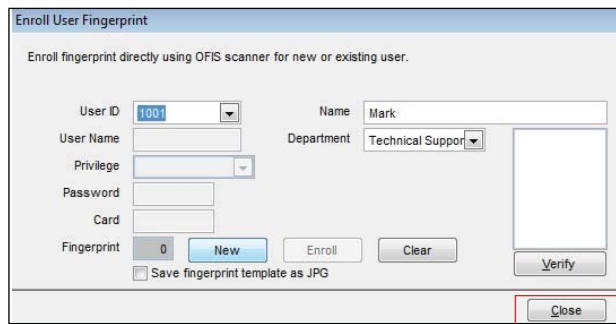 Enroll User Fingerprint
Enroll fingerprint directly using OFIS scanner for new or existing user.
User ID 1001 Name Mark
User Name Department Technical Suppor
Privilege
Password
Card
Fingerprint 0 New Enroll Clear
Verify
Save fingerprint template as JPG
Close